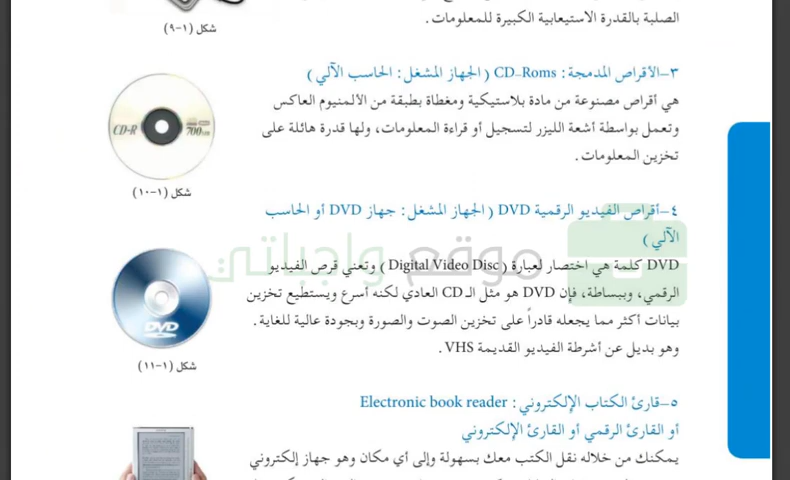 الصلبة بالقدرة الاستيعابية الكبيرة للمعلومات.
شكل (١-٩)
٣-الأقراص المدمجة: CD-Roms ( الجهاز المشغل: الحاسب الآلي )
هي أقراص مصنوعة من مادة بلاستيكية ومغطاة بطبقة من الألمنيوم العاكس
وتعمل بواسطة أشعة الليزر لتسجيل أو قراءة المعلومات، ولها قدرة هائلة على
تخزين المعلومات.
CD-R
700
شكل (١-١٠)
٤-أقراص الفيديو الرقمية DVD ( الجهاز المشغل: جهاز DVD أو الحاسب
الآلي )
موقع واجباتي
DVD كلمة هي اختصار لعبارة ( Digital Video Disc ) وتعني قرص الفيديو
الرقمي، وببساطة، فإن DVD هو مثل الـ CD العادي لكنه أسرع ويستطيع تخزين
بيانات أكثر مما يجعله قادراً على تخزين الصوت والصورة وبجودة عالية للغاية.
وهو بديل عن أشرطة الفيديو القديمة VHS.
DVD
شكل (١-١١)
٥-قارئ الكتاب الإلكتروني: Electronic book reader
أو القارئ الرقمي أو القارئ الإلكتروني
يمكنك من خلاله نقل الكتب معك بسهولة وإلى أي مكان وهو جهاز إلكتروني